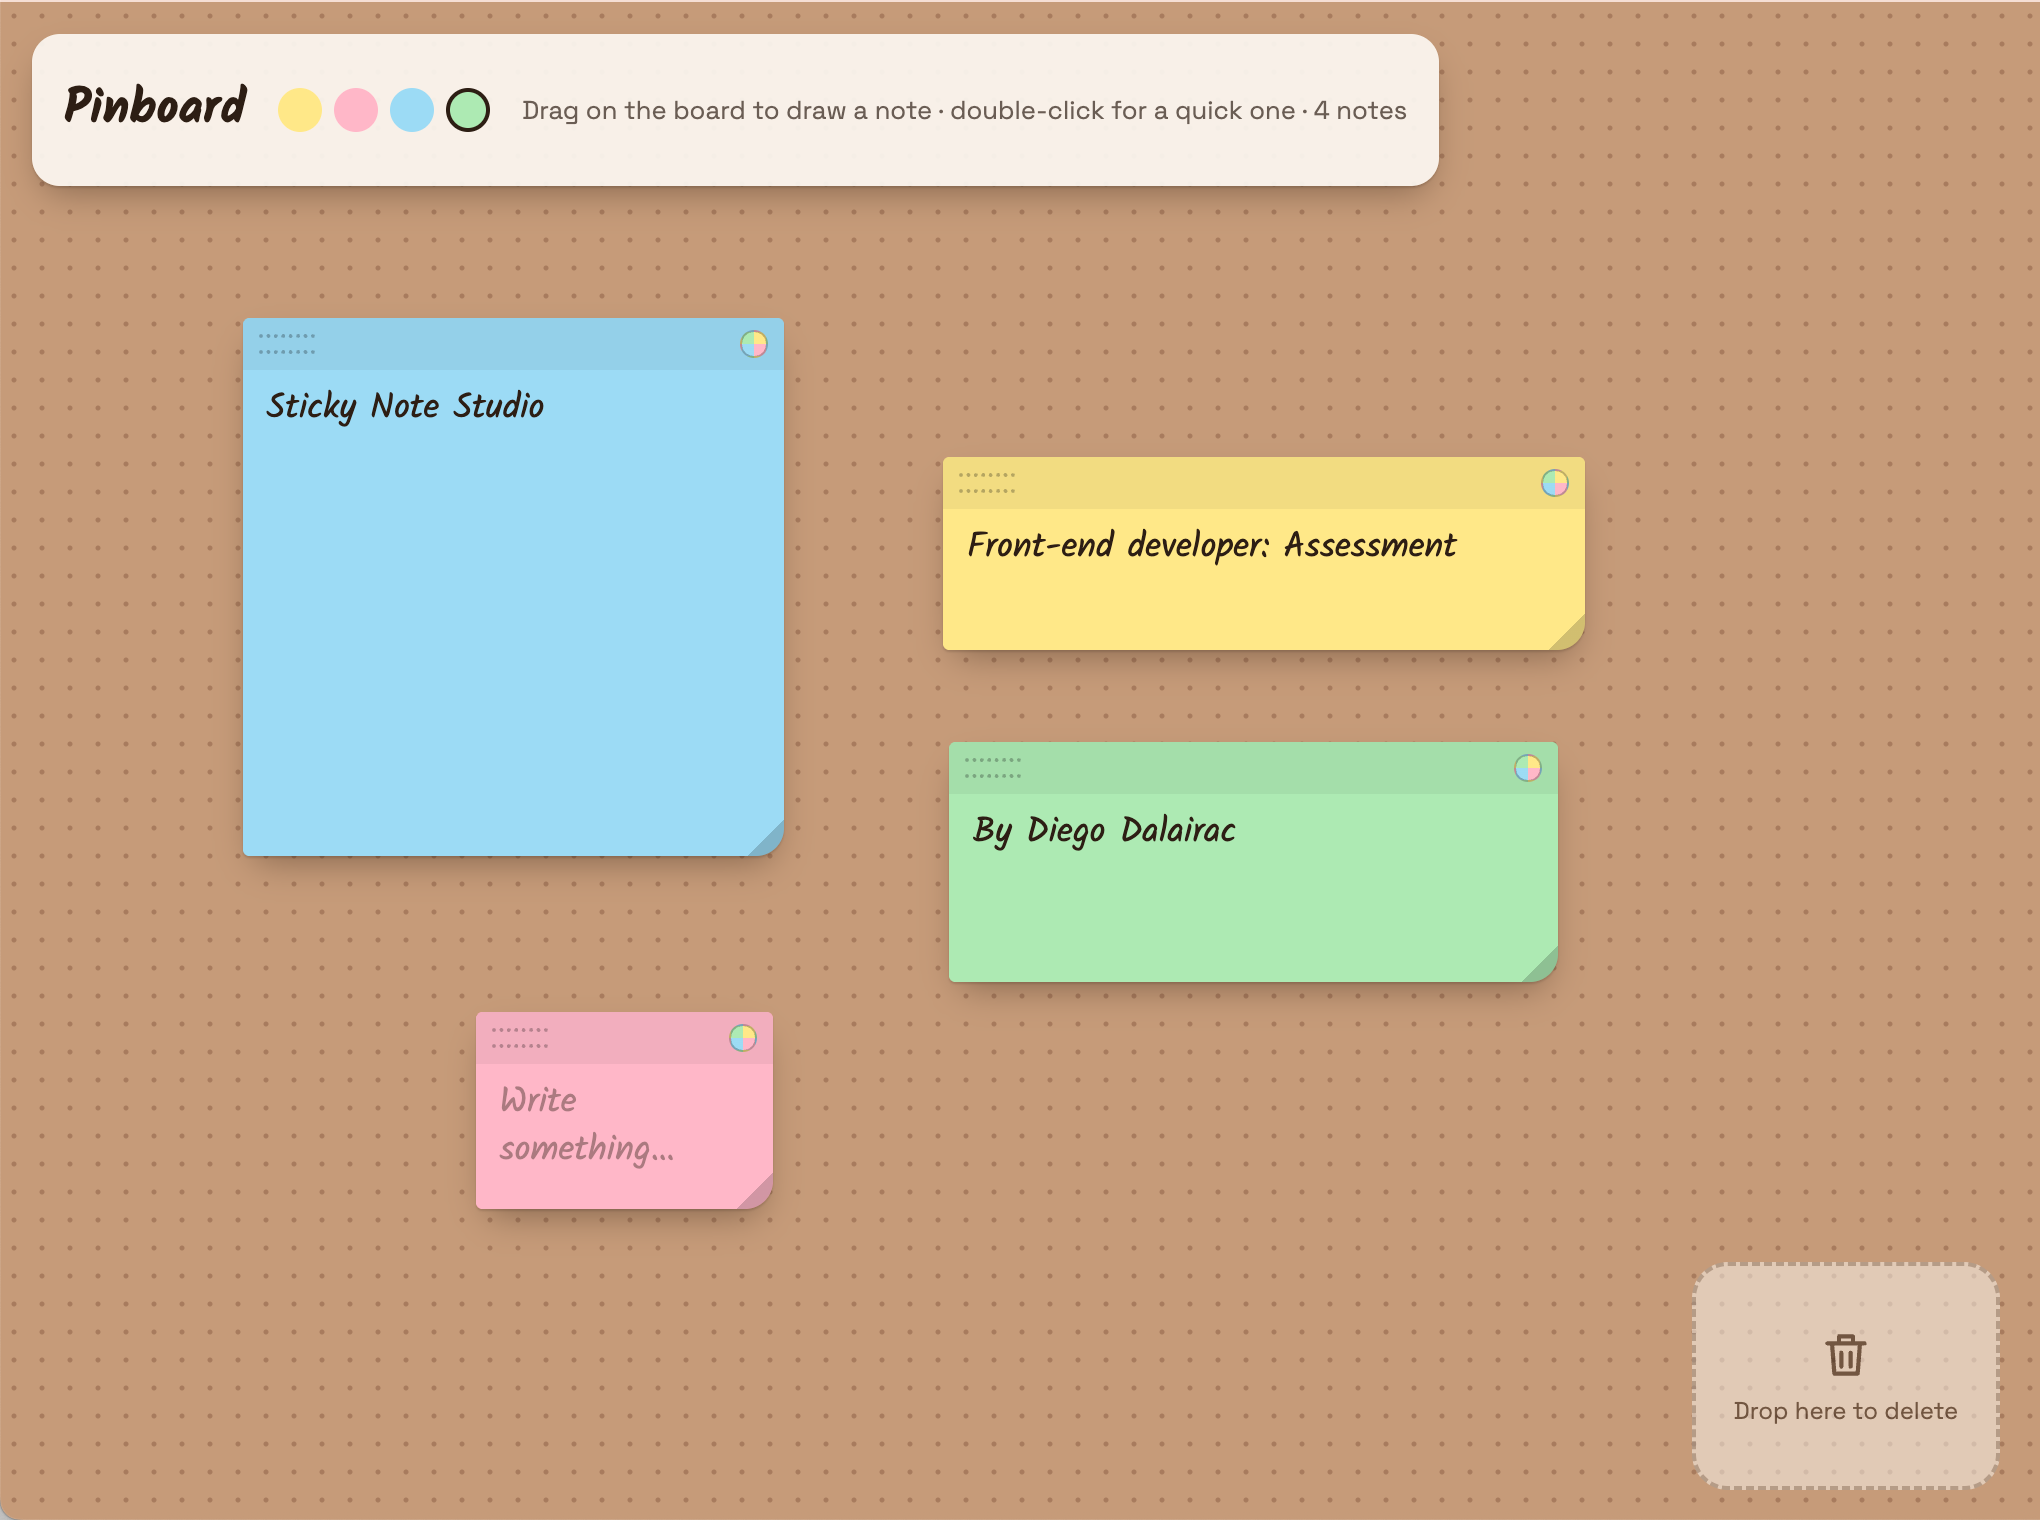 Pinboard
Drag on the board to draw a note · double-click for a quick one · 4 notes
Sticky Note Studio
Front-end developer: Assessment
By Diego Dalairac
Write
something...
Drop here to delete